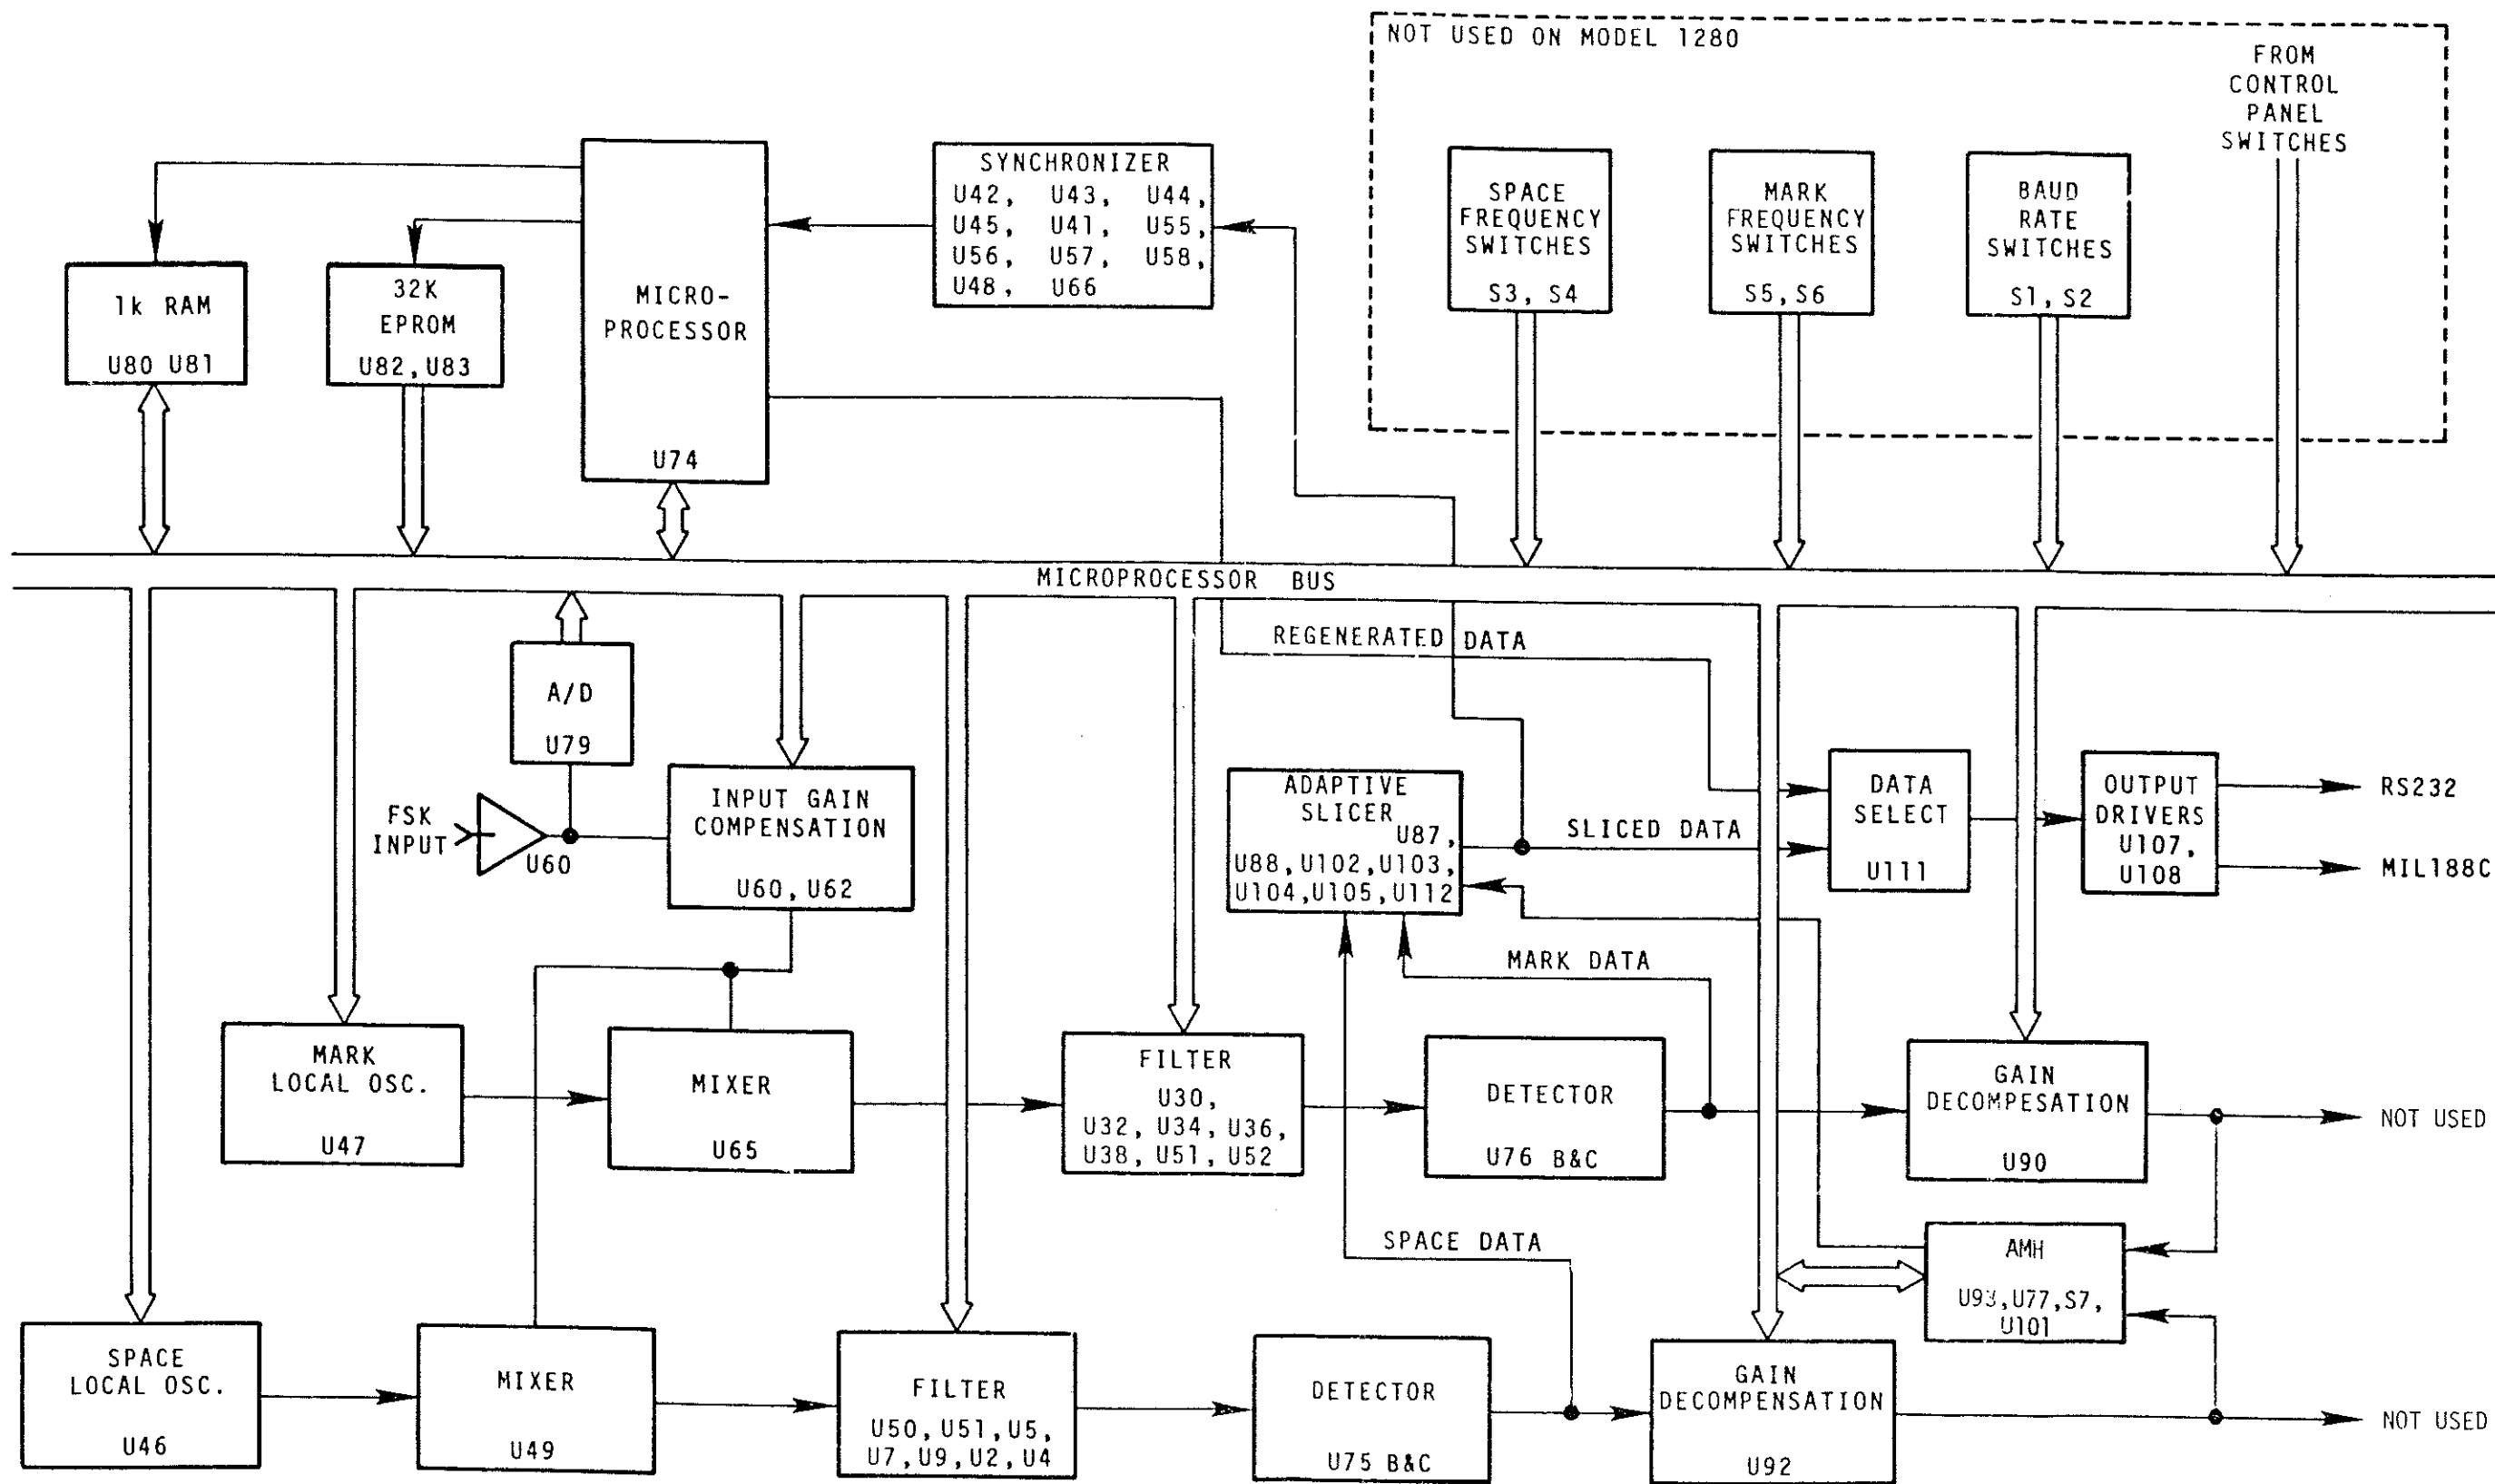 NOT USED ON MODEL 1280
FROM
CONTROL
PANEL
SWITCHES
SYNCHRONIZER
U42, U43, U44,
U45, U41, U55,
U56, U57, U58,
U48, U66
SPACE
FREQUENCY
SWITCHES
S3, S4
MARK
FREQUENCY
SWITCHES
S5, S6
BAUD
RATE
SWITCHES
S1, S2
1k RAM
U80 U81
32K
EPROM
U82, U83
MICRO-
PROCESSOR
U74
MICROPROCESSOR BUS
REGENERATED DATA
A/D
U79
FSK
INPUT
U60
INPUT GAIN
COMPENSATION
U60, U62
ADAPTIVE
SLICER
U87,
U88, U102, U103,
U104, U105, U112
SLICED DATA
DATA
SELECT
U111
OUTPUT
DRIVERS
U107,
U108
RS232
MIL188C
MARK DATA
MARK
LOCAL OSC.
U47
MIXER
U65
FILTER
U30,
U32, U34, U36,
U38, U51, U52
DETECTOR
U76 B&C
GAIN
DECOMPESATION
U90
NOT USED
SPACE DATA
AMH
U93, U77, S7,
U101
SPACE
LOCAL OSC.
U46
MIXER
U49
FILTER
U50, U51, U5,
U7, U9, U2, U4
DETECTOR
U75 B&C
GAIN
DECOMPENSATION
U92
NOT USED